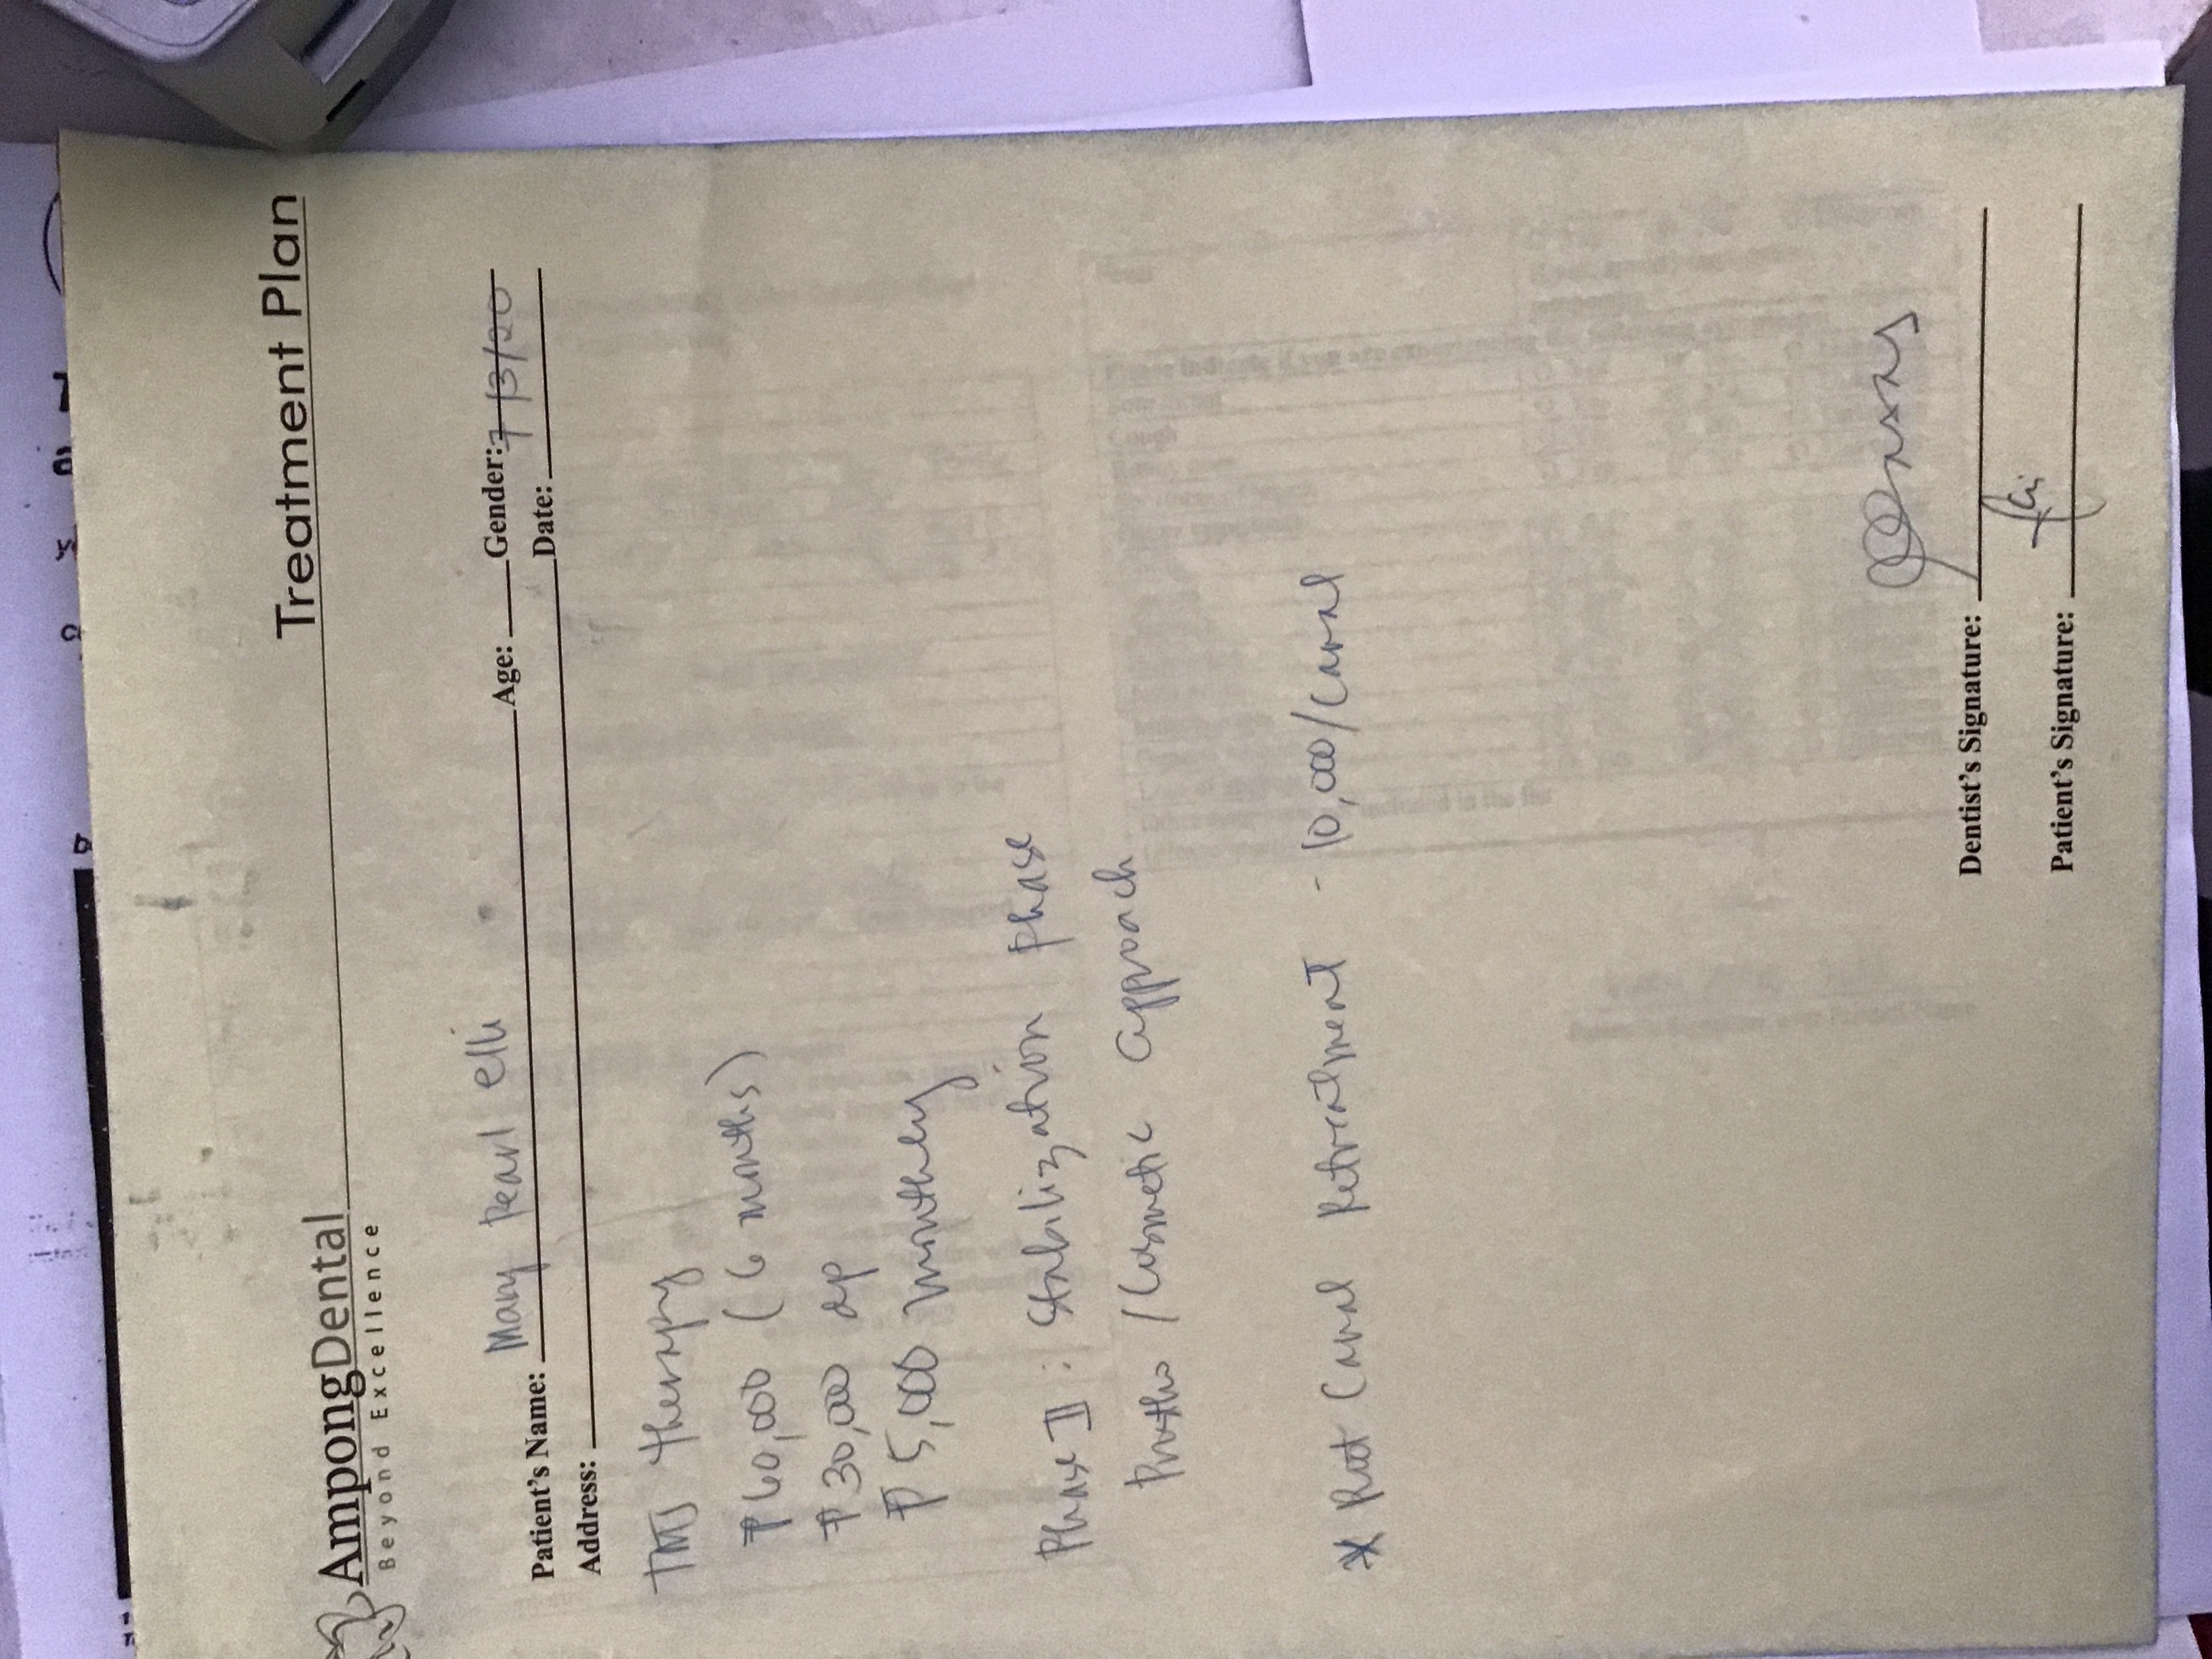 AmpongDental Treatment Plan
Beyond Excellence
Patient's Name: Mary Pearl elli Age: Gender: 7/13/20
Address: Date:
TMJ therapy
₱60,000 (6 months)
₱30,000 dp
₱5,000 monthly
Phase II: Stabilization phase
Prostho / Cosmetic approach
* Root Canal Retreatment - 10,000/canal
Dentist's Signature:
Patient's Signature: